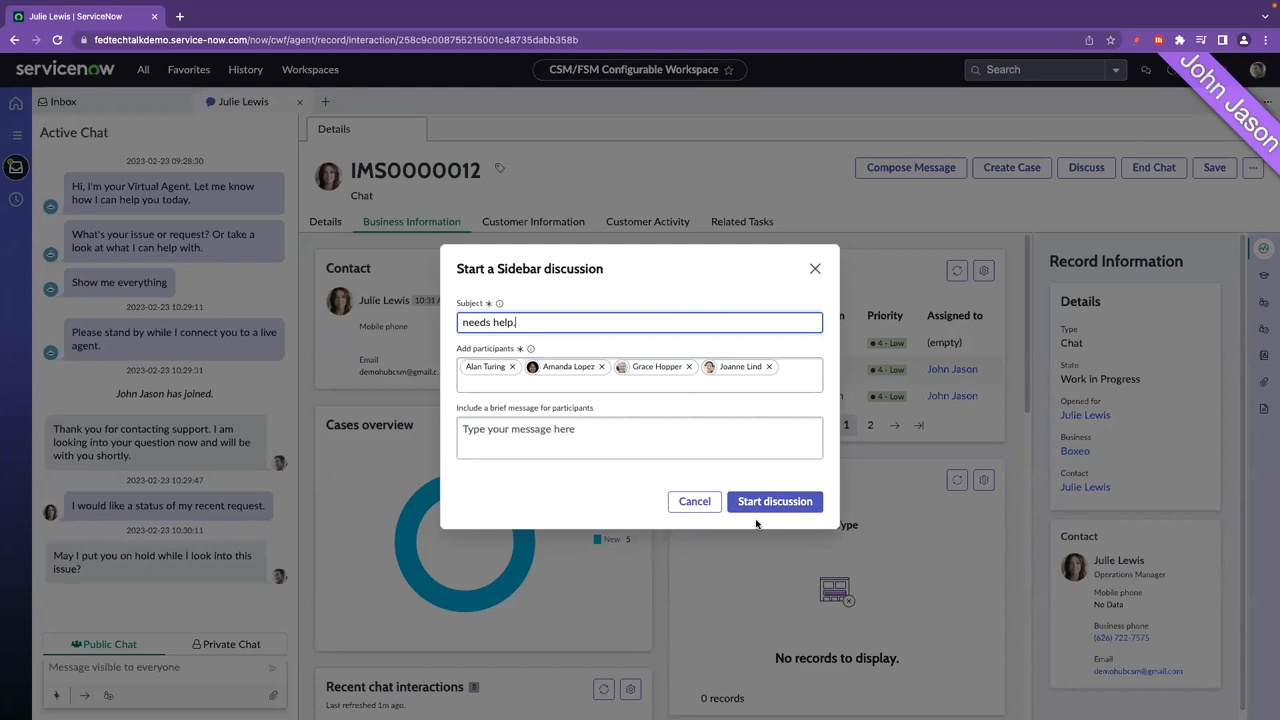 Julie Lewis | ServiceNow
fedtechtalkdemo.service-now.com/now/cwf/agent/record/interaction/258c9c008755215001c48735dabb358b
servicenow
All
Favorites
History
Workspaces
CSM/FSM Configurable Workspace
Search
John Jason
Inbox
Julie Lewis
Active Chat
2023-02-23 09:28:30
Hi, I'm your Virtual Agent. Let me know
how I can help you today.
What's your issue or request? Or take a
look at what I can help with.
Show me everything
2023-02-23 10:29:11
Please stand by while I connect you to a live
agent.
2023-02-23 10:29:31
John Jason has joined.
Thank you for contacting support. I am
looking into your question now and will be
with you shortly.
2023-02-23 10:29:47
I would like a status of my recent request.
2023-02-23 10:30:11
May I put you on hold while I look into this
issue?
Public Chat
Private Chat
Message visible to everyone
Details
IMS0000012
Chat
Compose Message
Create Case
Discuss
End Chat
Save
Details
Business Information
Customer Information
Customer Activity
Related Tasks
Contact
Julie Lewis
10:31
Mobile phone
Email
demohubcsm@gmail.c..
Cases overview
New 5
Recent chat interactions 8
Last refreshed 1m ago.
Start a Sidebar discussion
Subject
needs help.
Add participants
Alan Turing
Amanda Lopez
Grace Hopper
Joanne Lind
Include a brief message for participants
Type your message here
Cancel
Start discussion
Priority
Assigned to
4 - Low
(empty)
4 - Low
John Jason
4 - Low
John Jason
1
2
Type
No records to display.
0 records
Record Information
Details
Type
Chat
State
Work in Progress
Opened for
Julie Lewis
Business
Boxeo
Contact
Julie Lewis
Contact
Julie Lewis
Operations Manager
Mobile phone
No Data
Business phone
(626) 722-7575
Email
demohubcsm@gmail.com